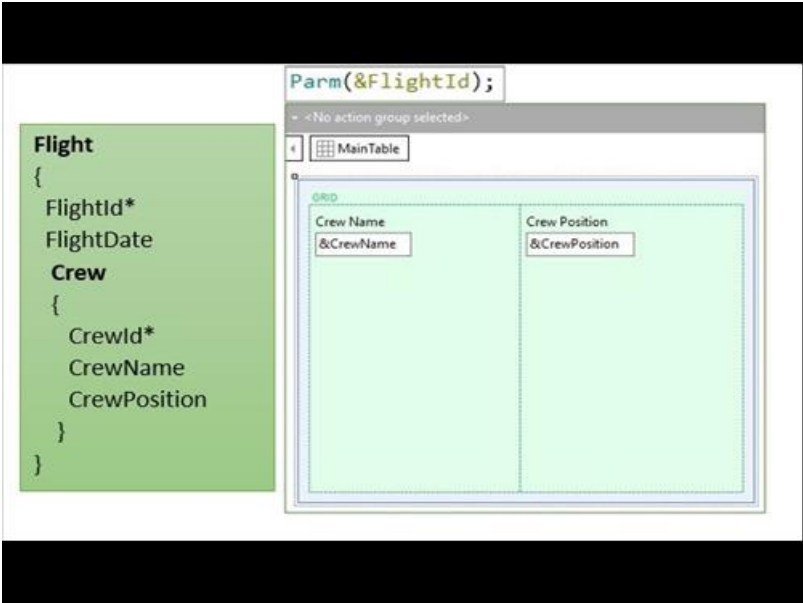 Parm(&FlightId);
<No action group selected>
MainTable
GRID
Crew Name
Crew Position
&CrewName
&CrewPosition
Flight
{
FlightId*
FlightDate
Crew
{
CrewId*
CrewName
CrewPosition
}
}